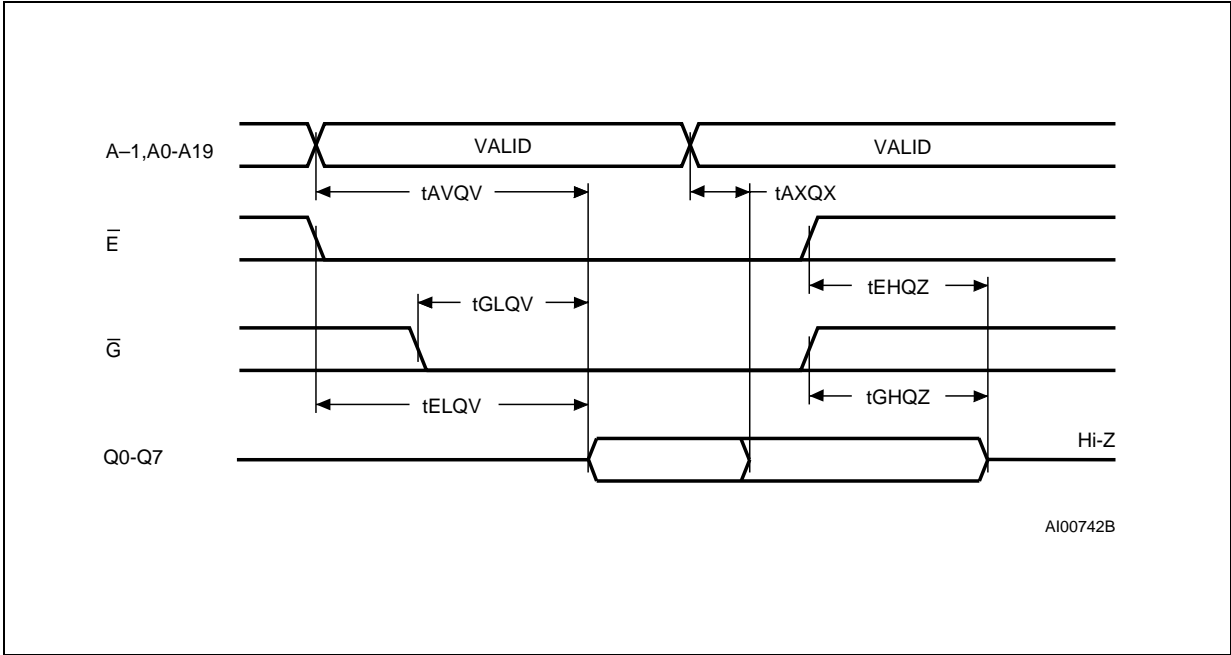 A–1,A0-A19
VALID
VALID
tAVQV
tAXQX
E̅
tEHQZ
tGLQV
G̅
tGHQZ
tELQV
Hi-Z
Q0-Q7
AI00742B